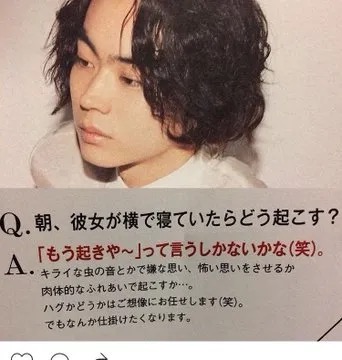 Q. 朝、彼女が横で寝ていたらどう起こす？
A. 「もう起きや〜」って言うしかないかな(笑)。
キライな虫の音とかで嫌な思い、怖い思いをさせるか
肉体的なふれあいで起こすか…。
ハグかどうかはご想像にお任せします(笑)。
でもなんか仕掛けたくなります。